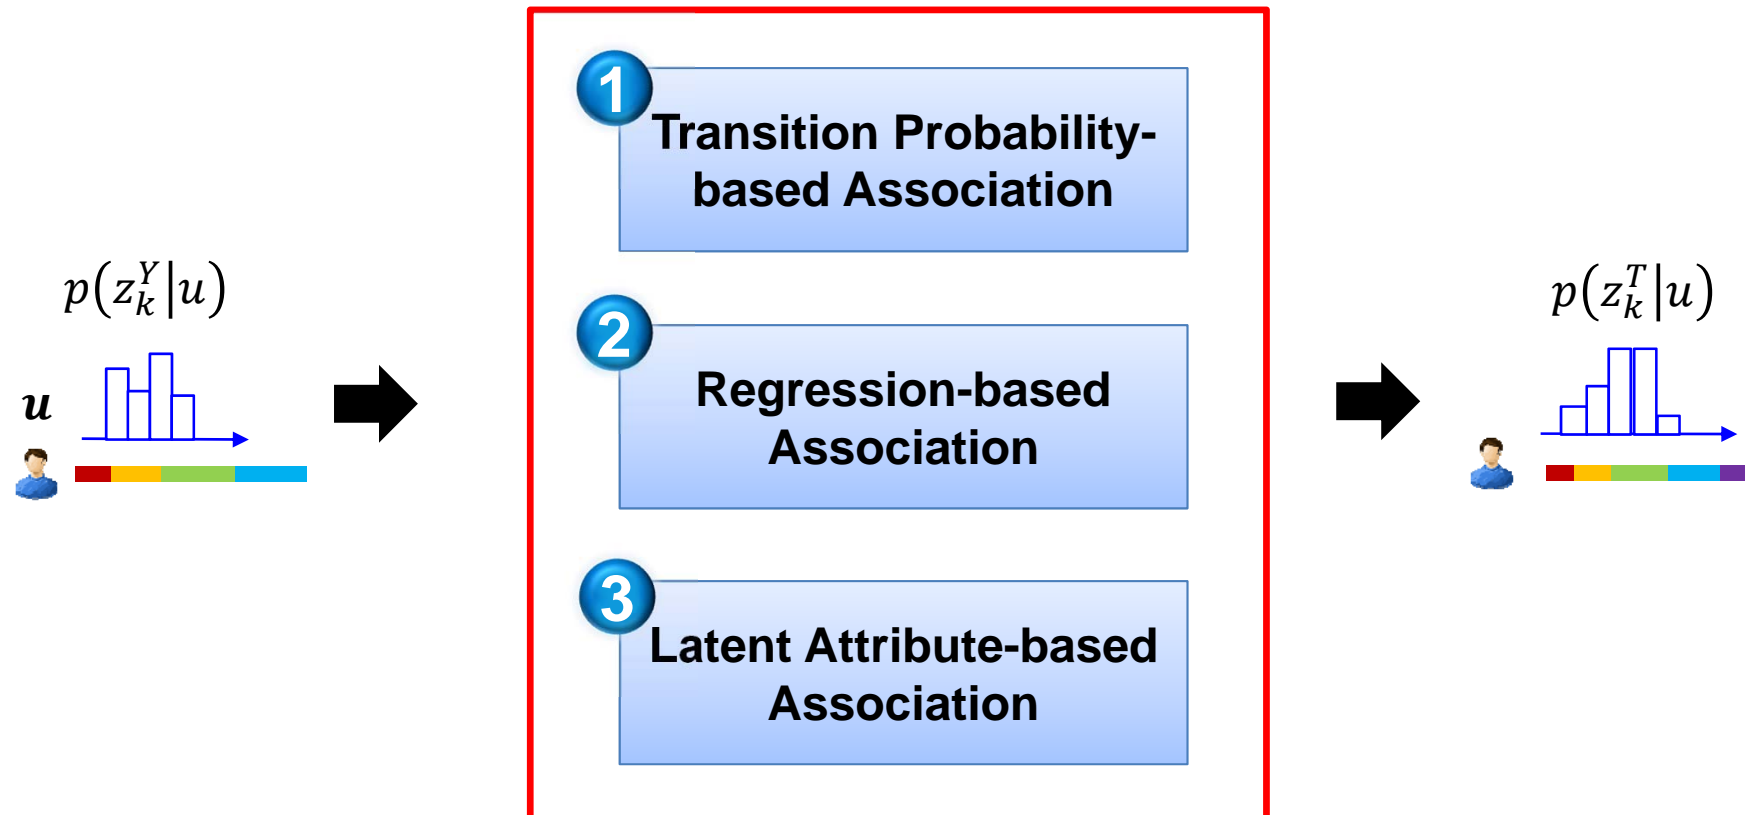 1
Transition Probability-
based Association
p(z_k^Y|u)
u
2
Regression-based
Association
p(z_k^T|u)
3
Latent Attribute-based
Association